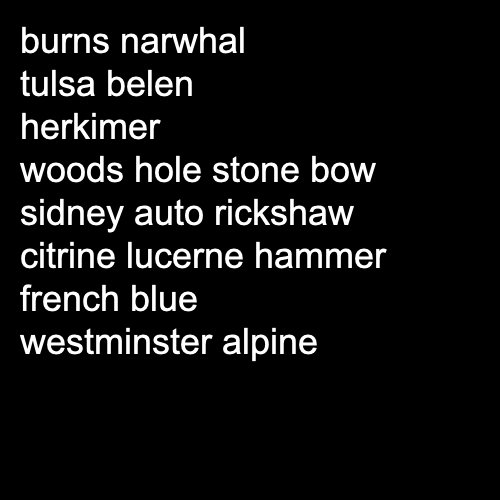 burns narwhal
tulsa belen
herkimer
woods hole stone bow
sidney auto rickshaw
citrine lucerne hammer
french blue
westminster alpine